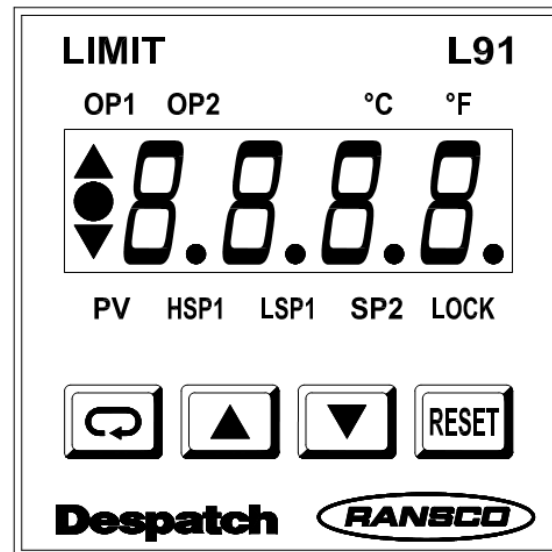 LIMIT L91
OP1 OP2 °C °F
8.8.8.8.
PV HSP1 LSP1 SP2 LOCK
RESET
Despatch RANSCO